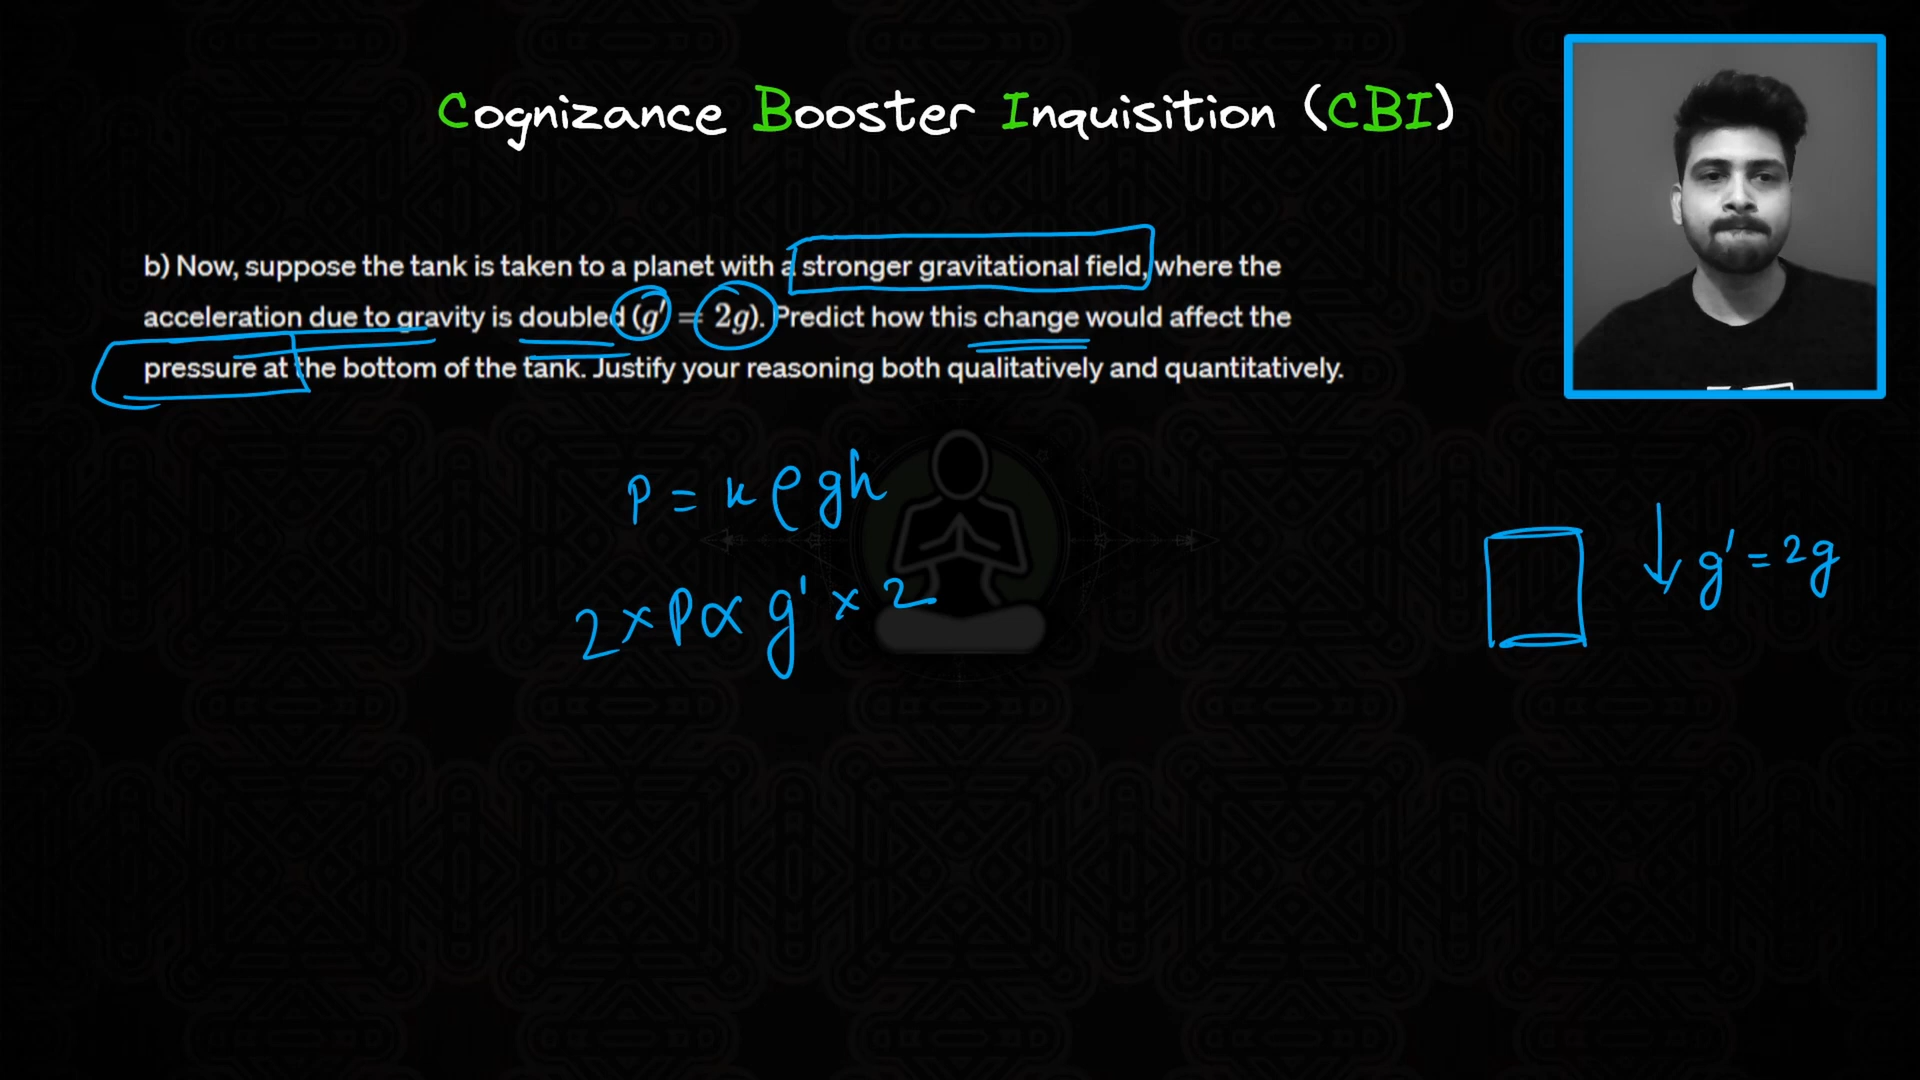 Cognizance Booster Inquisition (CBI)
b) Now, suppose the tank is taken to a planet with a stronger gravitational field, where the
acceleration due to gravity is doubled (g′ = 2g). Predict how this change would affect the
pressure at the bottom of the tank. Justify your reasoning both qualitatively and quantitatively.
P = κ ρ g h
g' = 2g
2 × P ∝ g' × 2